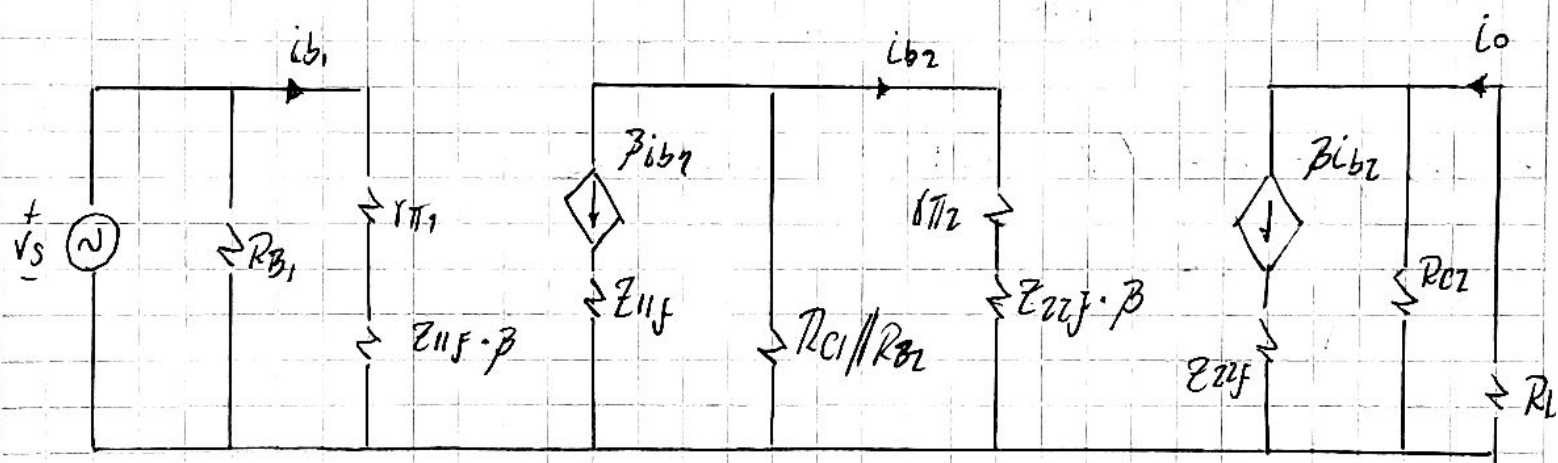 ib₁
ib₂
io
βib₁
βib₂
+
Vs
−
RB₁
rπ₁
rπ₂
Z11f
Z11f · β
RC1//RB2
Z22f · β
RC2
Z22f
RL